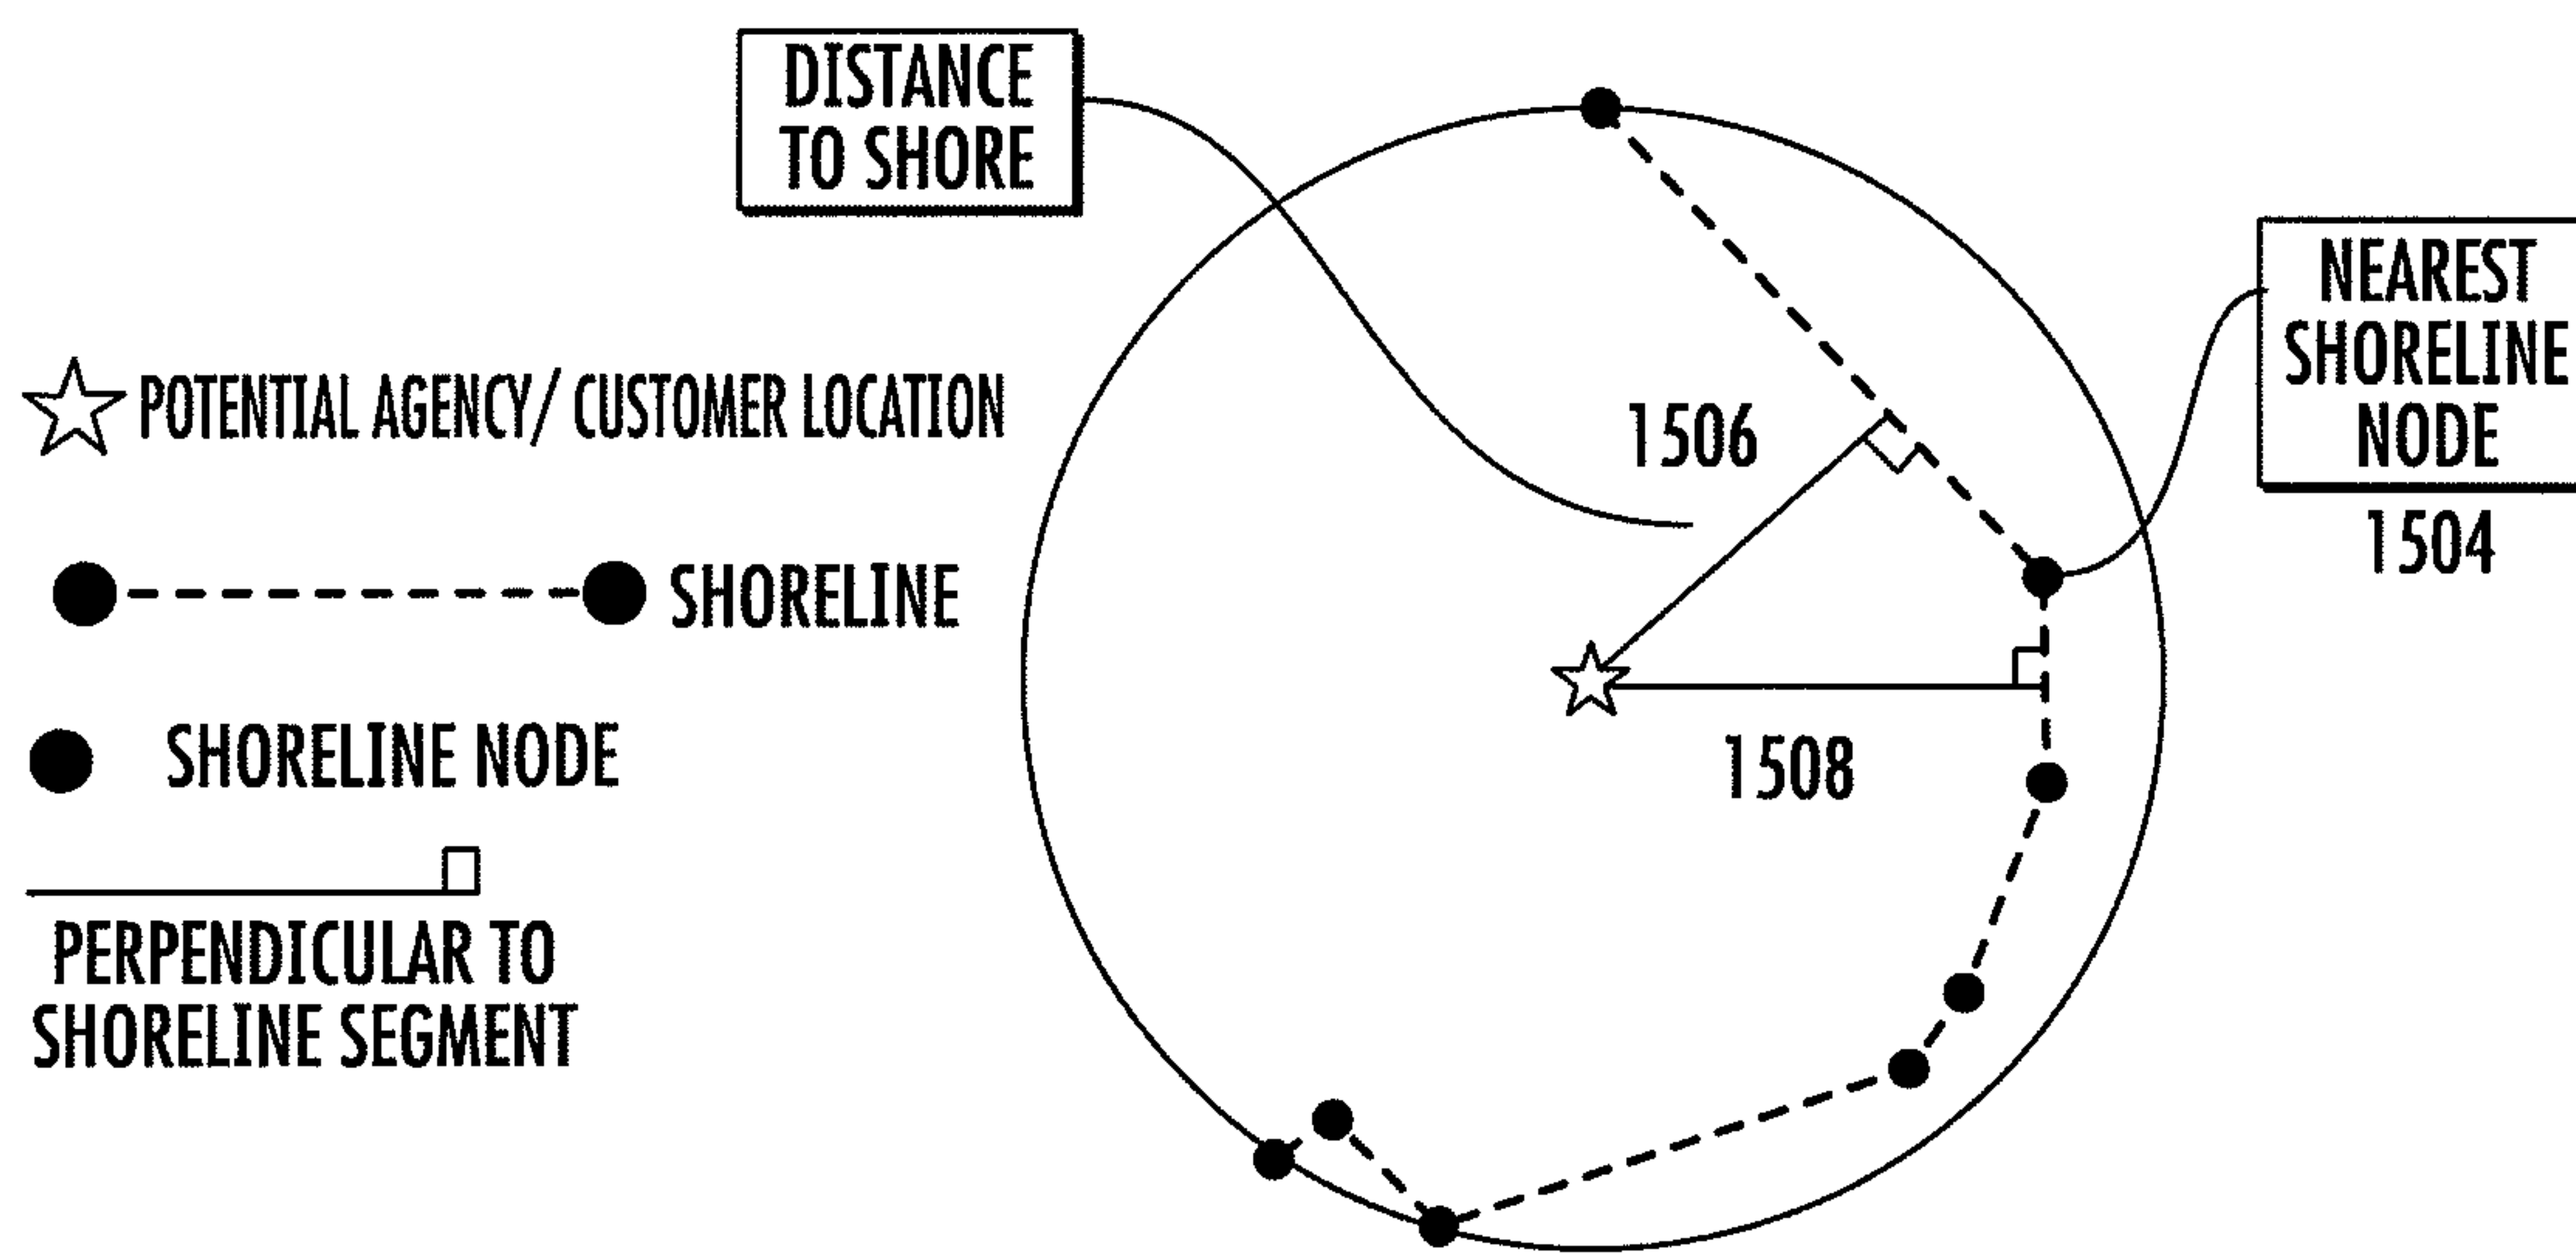 DISTANCE
TO SHORE
NEAREST
SHORELINE
NODE
1504
1506
1508
POTENTIAL AGENCY/ CUSTOMER LOCATION
SHORELINE
SHORELINE NODE
PERPENDICULAR TO
SHORELINE SEGMENT